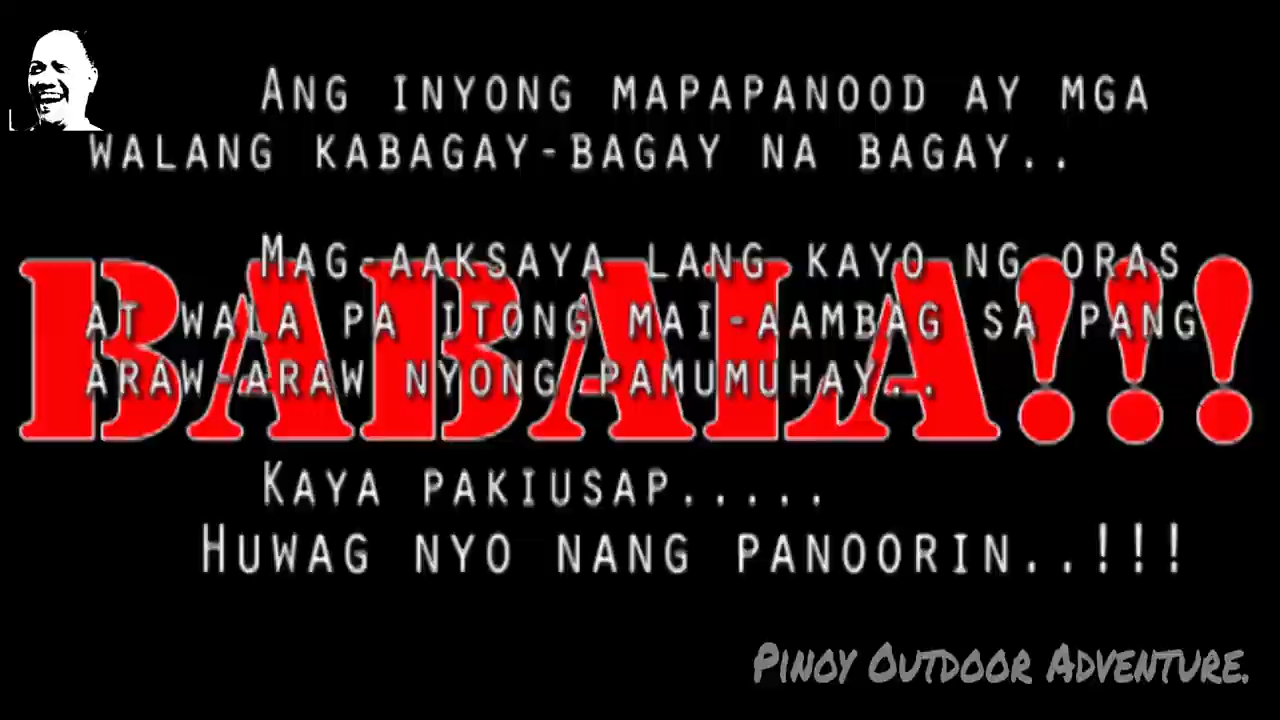 Ang inyong mapapanood ay mga
walang kabagay-bagay na bagay..
Mag-aaksaya lang kayo ng oras
at wala pa itong mai-aambag sa pang
araw-araw nyong pamumuhay..
BABALA!!!
Kaya pakiusap.....
Huwag nyo nang panoorin..!!!
Pinoy Outdoor Adventure.